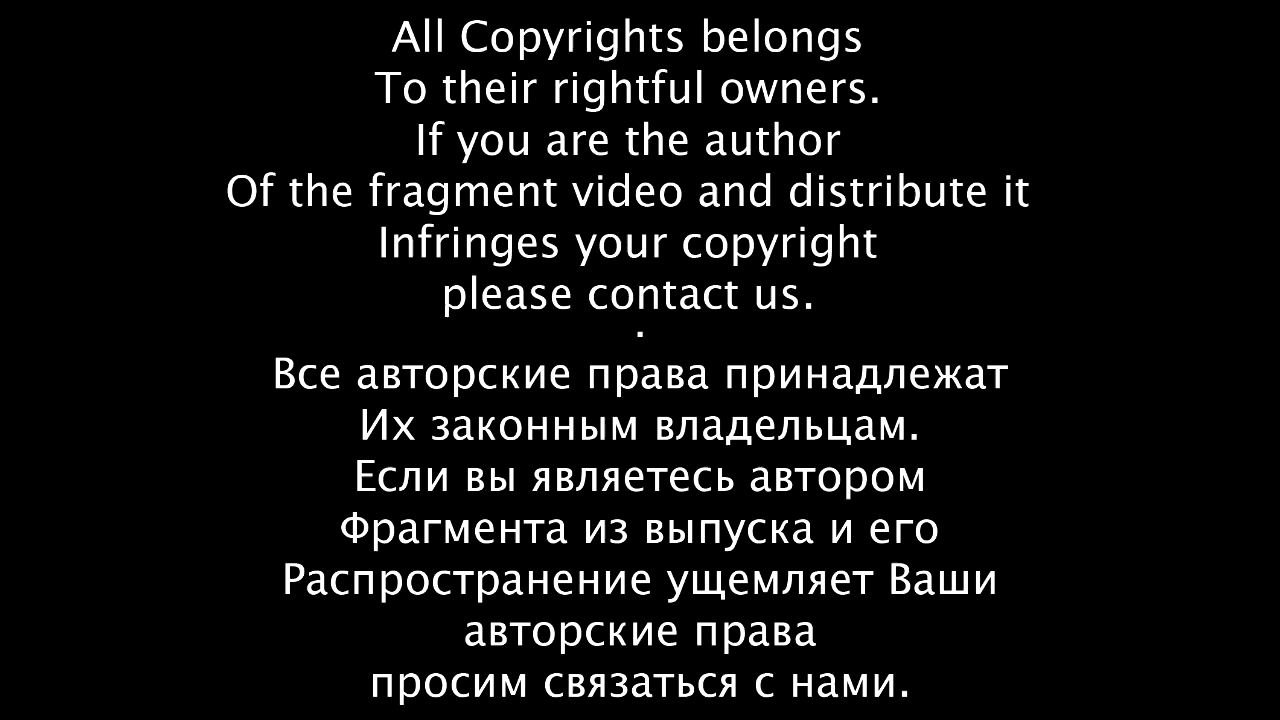 All Copyrights belongs
To their rightful owners.
If you are the author
Of the fragment video and distribute it
Infringes your copyright
please contact us.
.
Все авторские права принадлежат
Их законным владельцам.
Если вы являетесь автором
Фрагмента из выпуска и его
Распространение ущемляет Ваши
авторские права
просим связаться с нами.